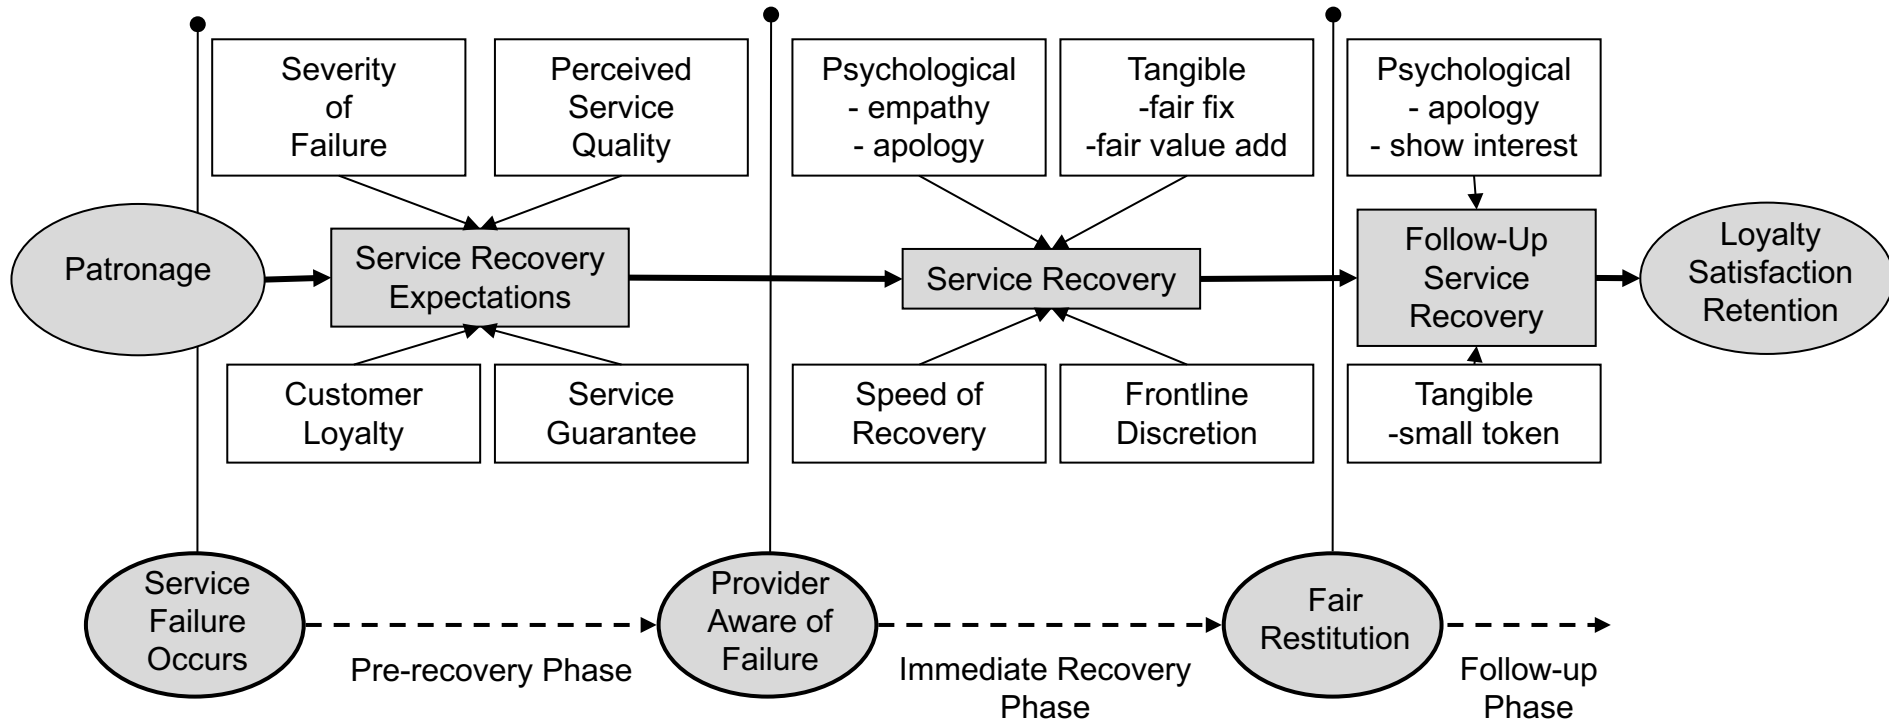 Severity
of
Failure
Perceived
Service
Quality
Psychological
- empathy
- apology
Tangible
-fair fix
-fair value add
Psychological
- apology
- show interest
Patronage
Service Recovery
Expectations
Service Recovery
Follow-Up
Service
Recovery
Loyalty
Satisfaction
Retention
Customer
Loyalty
Service
Guarantee
Speed of
Recovery
Frontline
Discretion
Tangible
-small token
Service
Failure
Occurs
Pre-recovery Phase
Provider
Aware of
Failure
Immediate Recovery
Phase
Fair
Restitution
Follow-up
Phase